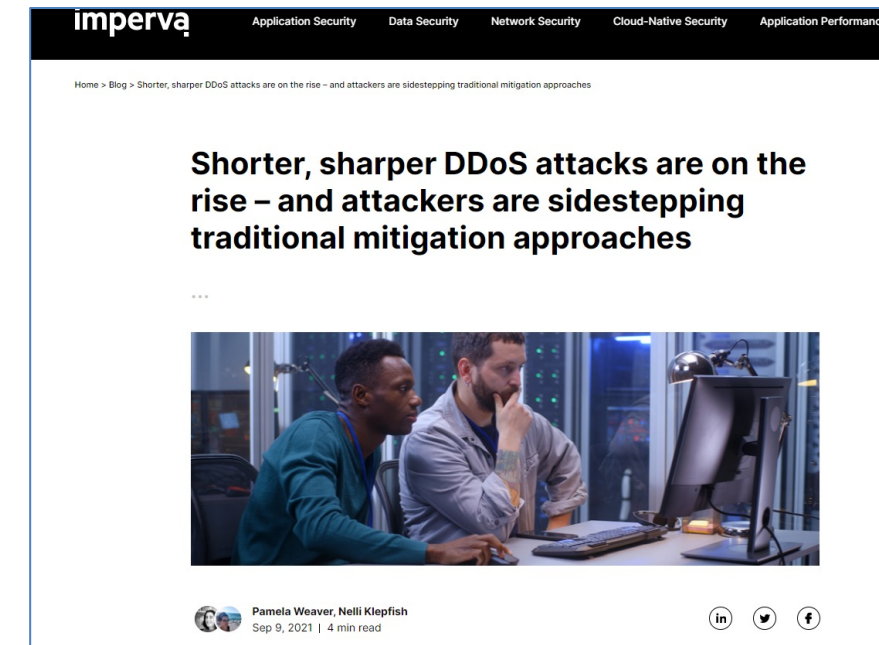 imperva
Application Security Data Security Network Security Cloud-Native Security Application Performanc
Home > Blog > Shorter, sharper DDoS attacks are on the rise – and attackers are sidestepping traditional mitigation approaches
Shorter, sharper DDoS attacks are on the
rise – and attackers are sidestepping
traditional mitigation approaches
...
Pamela Weaver, Nelli Klepfish
Sep 9, 2021 | 4 min read
in
f